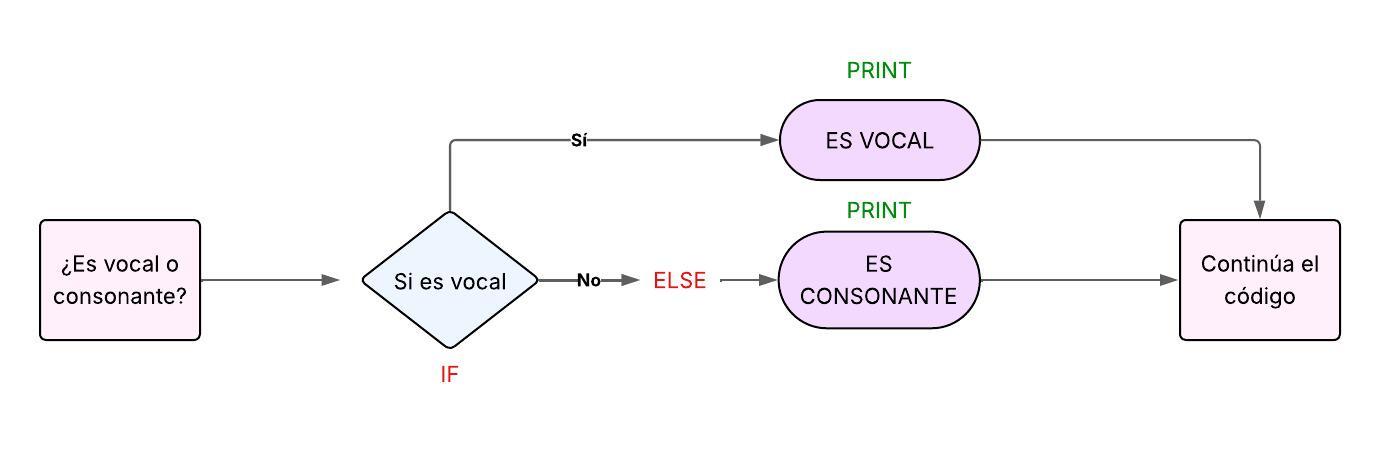 PRINT
Sí
ES VOCAL
PRINT
¿Es vocal o
consonante?
Si es vocal
No
ELSE
ES
CONSONANTE
Continúa el
código
IF